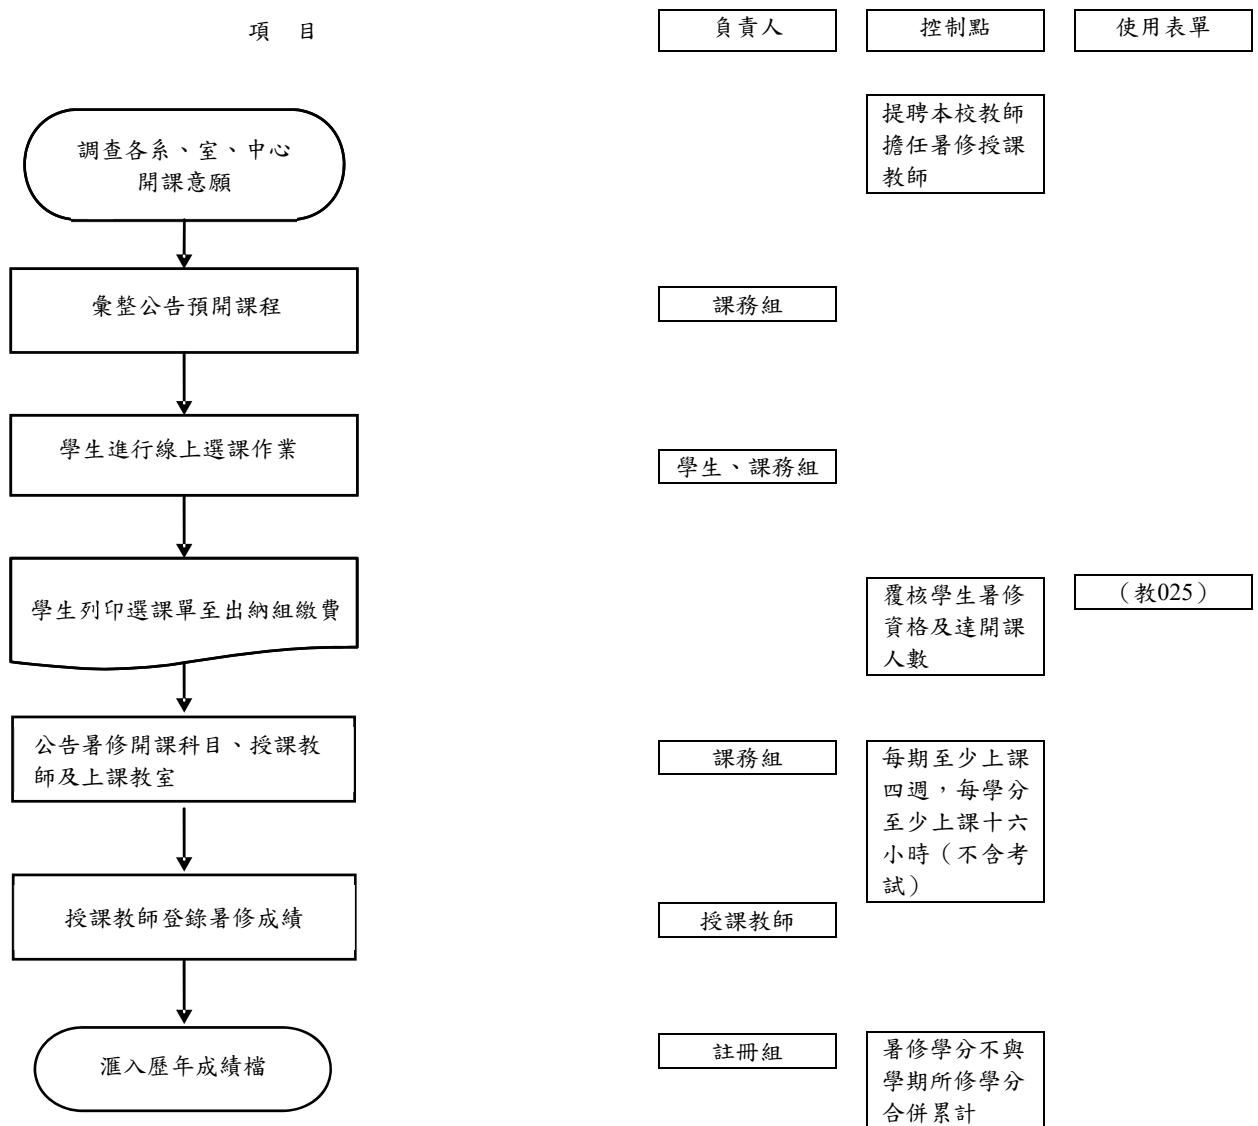 項 目
負責人
控制點
使用表單
調查各系、室、中心
開課意願
提聘本校教師
擔任暑修授課
教師
彙整公告預開課程
課務組
學生進行線上選課作業
學生、課務組
學生列印選課單至出納組繳費
覆核學生暑修
資格及達開課
人數
（教025）
公告暑修開課科目、授課教
師及上課教室
課務組
每期至少上課
四週，每學分
至少上課十六
小時（不含考
試）
授課教師登錄暑修成績
授課教師
滙入歷年成績檔
註冊組
暑修學分不與
學期所修學分
合併累計